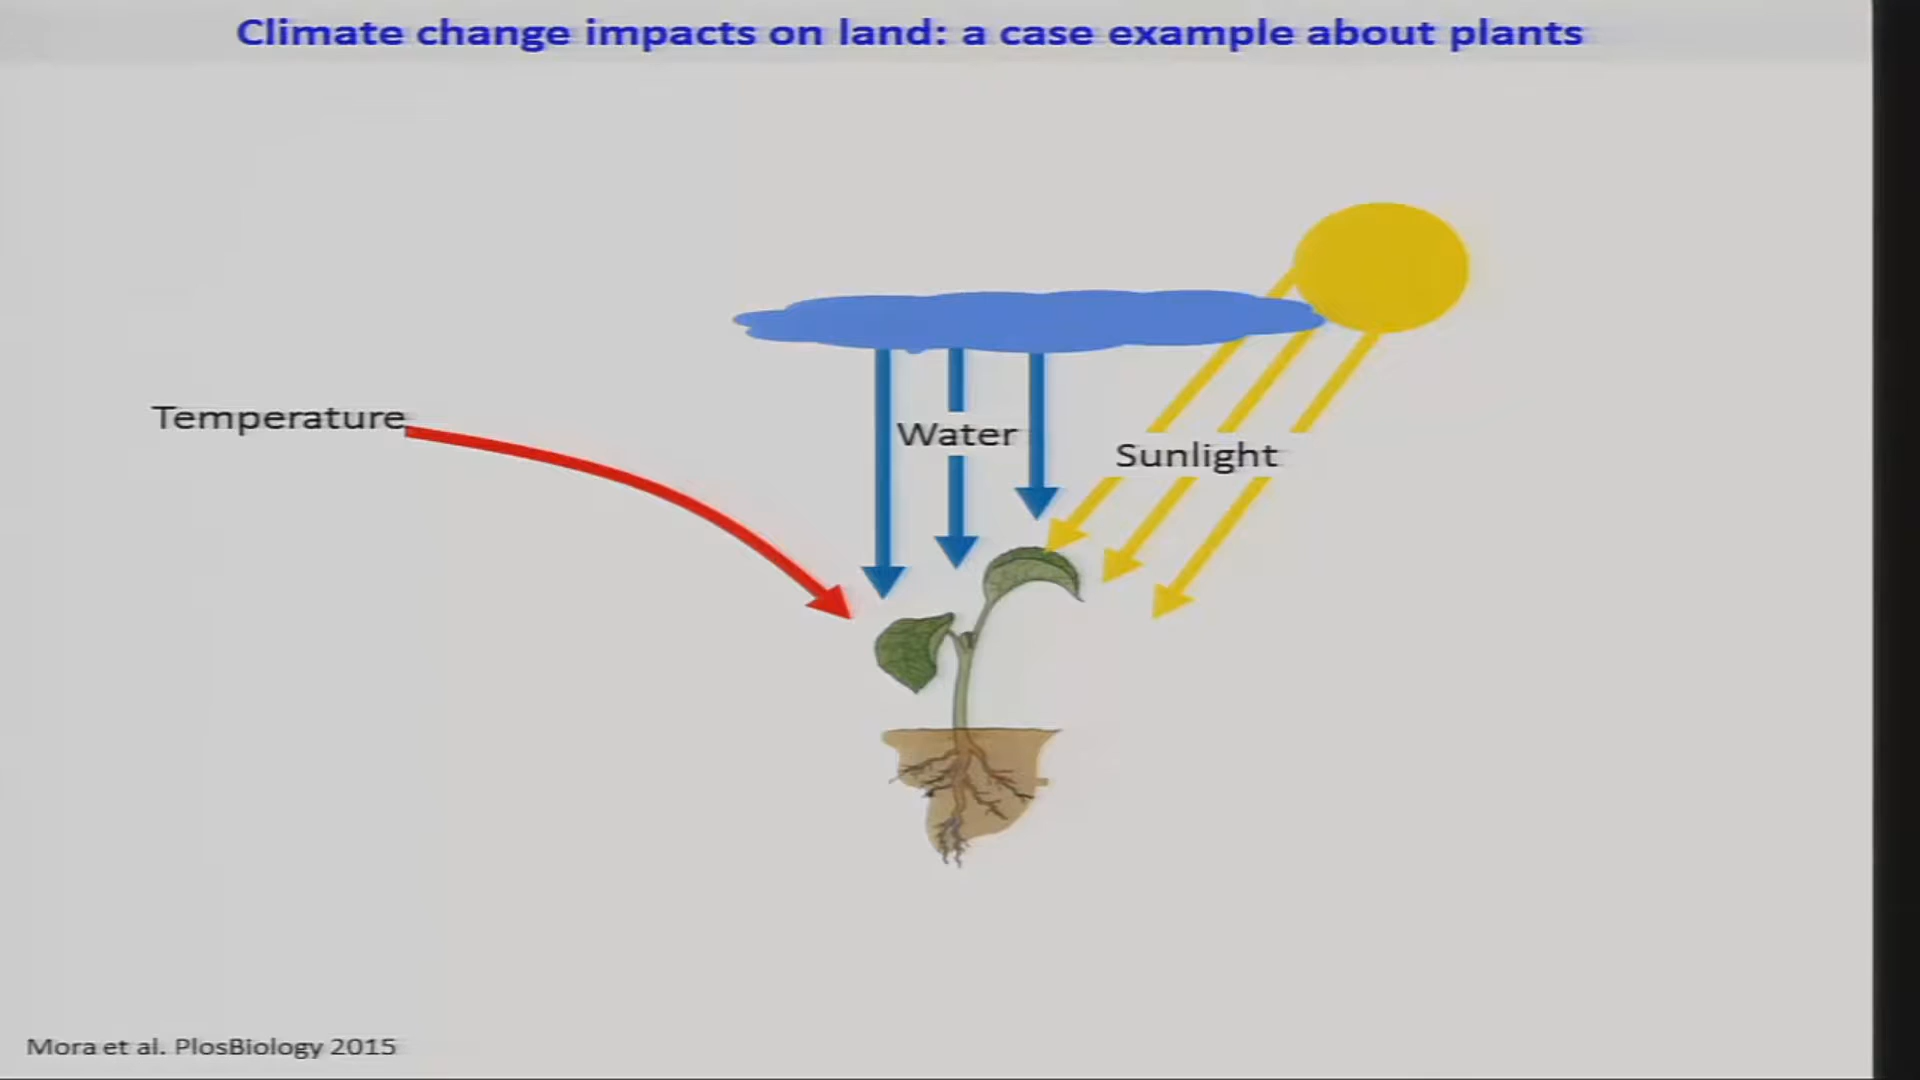 Climate change impacts on land: a case example about plants
Temperature
Water
Sunlight
Mora et al. PlosBiology 2015